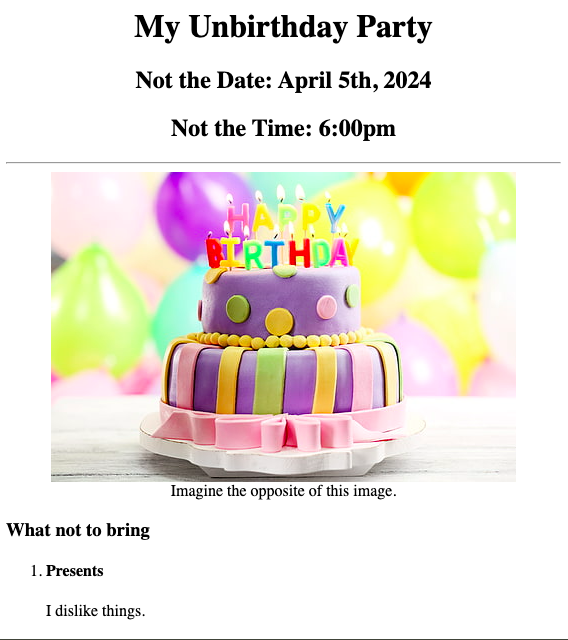 My Unbirthday Party
Not the Date: April 5th, 2024
Not the Time: 6:00pm
HAPPY
BIRTHDAY
Imagine the opposite of this image.
What not to bring
1. Presents
I dislike things.